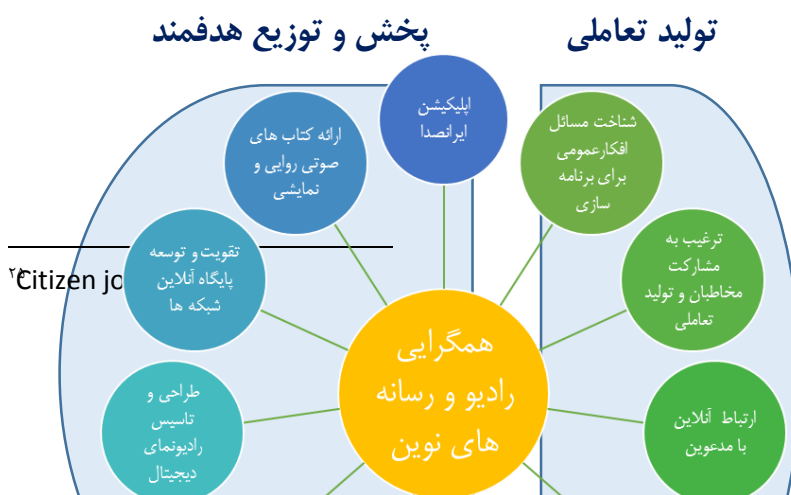 تولید تعاملی
پخش و توزیع هدفمند
اپلیکیشن
ایرانصدا
شناخت مسائل
افکارعمومی
برای برنامه
سازی
ارائه کتاب های
صوتی روایی و
نمایشی
ترغیب به
مشارکت
مخاطبان و تولید
تعاملی
تقویت و توسعه
پایگاه آنلاین
شبکه ها
همگرایی
رادیو و رسانه
های نوین
ارتباط آنلاین
با مدعوین
طراحی و
تاسیس
رادیونمای
دیجیتال
Citizen